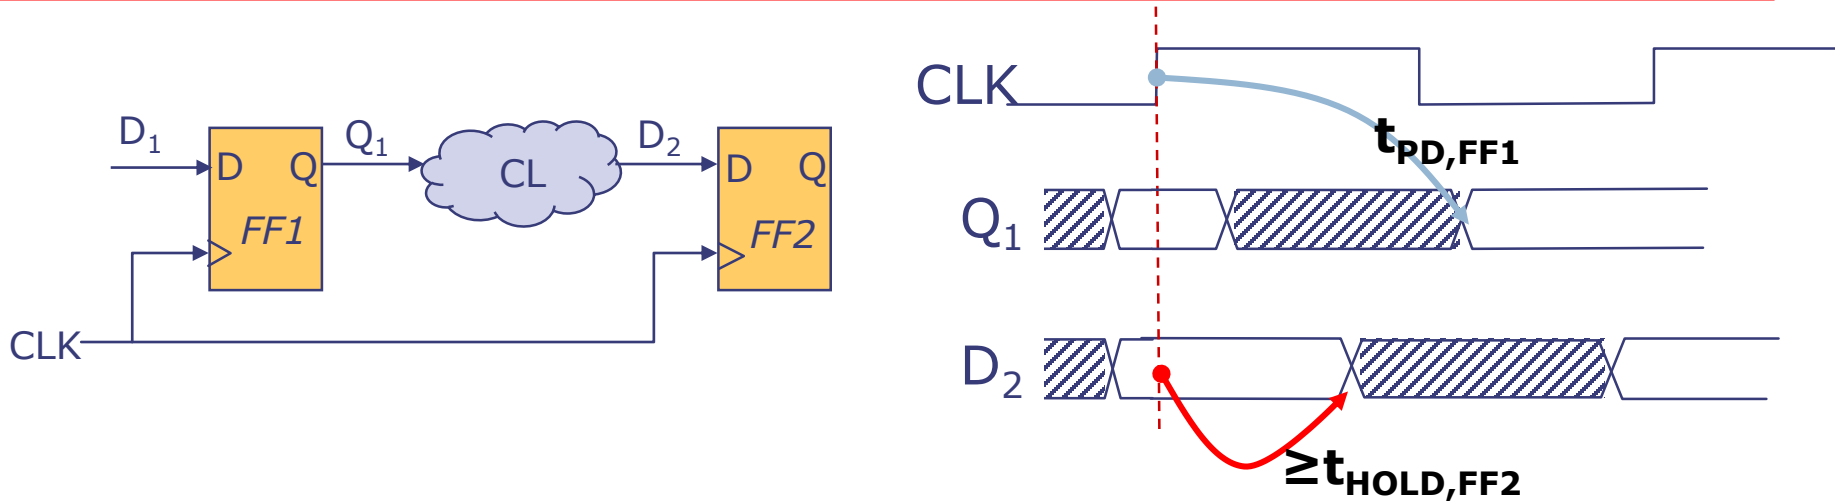 D₁
D Q
FF1
Q₁
CL
D₂
D Q
FF2
CLK
CLK
tPD,FF1
Q₁
D₂
≥tHOLD,FF2